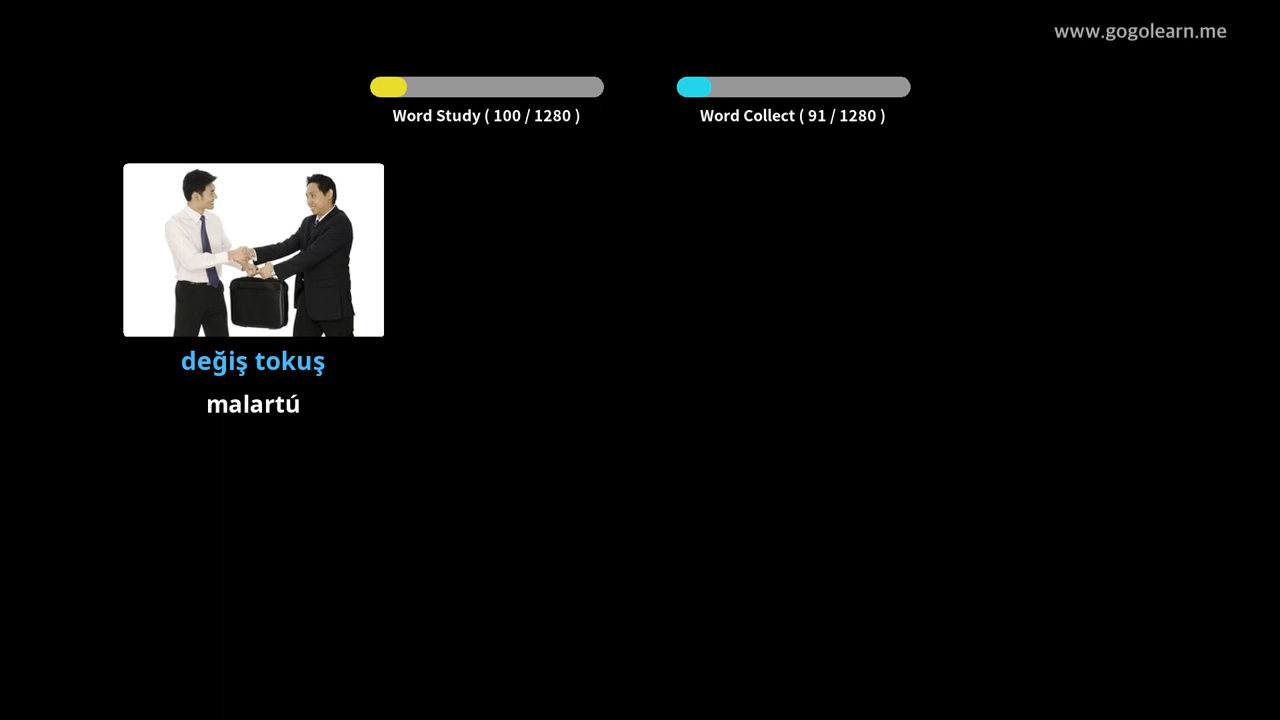 www.gogolearn.me
Word Study ( 100 / 1280 )
Word Collect ( 91 / 1280 )
değiş tokuş
malartú